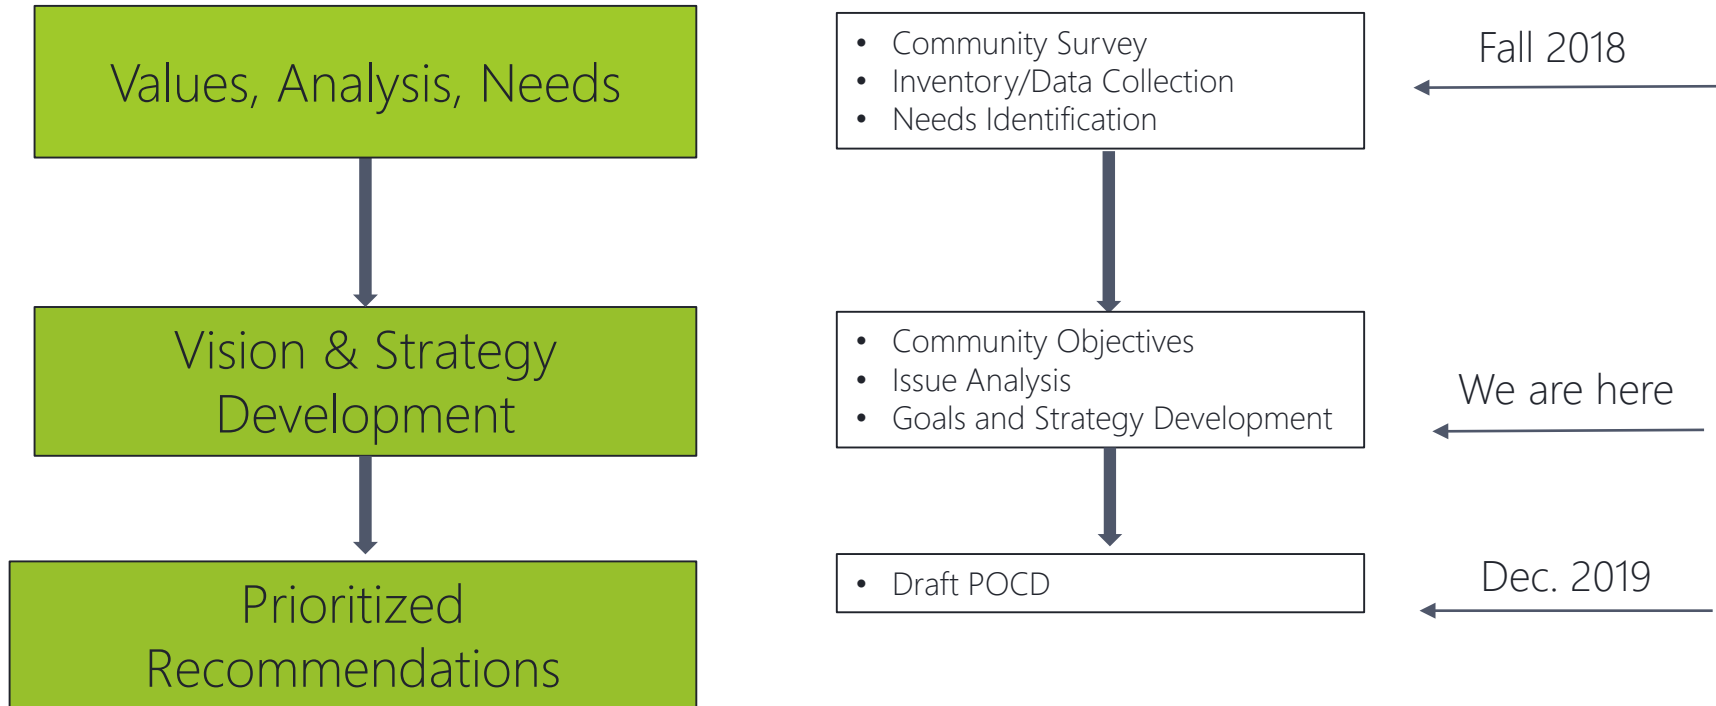 Values, Analysis, Needs
• Community Survey
• Inventory/Data Collection
• Needs Identification
Fall 2018
Vision & Strategy
Development
• Community Objectives
• Issue Analysis
• Goals and Strategy Development
We are here
Prioritized
Recommendations
• Draft POCD
Dec. 2019